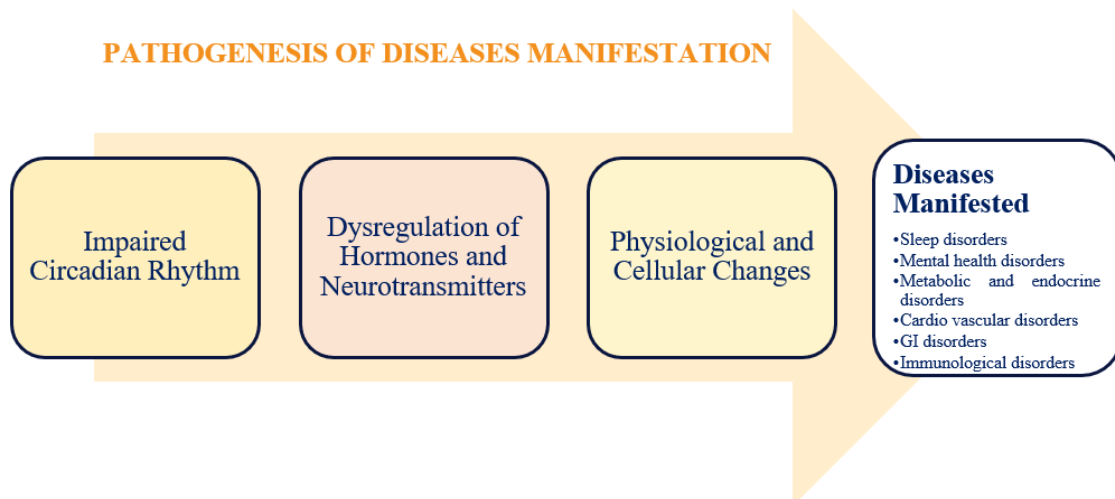 PATHOGENESIS OF DISEASES MANIFESTATION
Impaired
Circadian Rhythm
Dysregulation of
Hormones and
Neurotransmitters
Physiological and
Cellular Changes
Diseases
Manifested
•Sleep disorders
•Mental health disorders
•Metabolic and endocrine
disorders
•Cardio vascular disorders
•GI disorders
•Immunological disorders